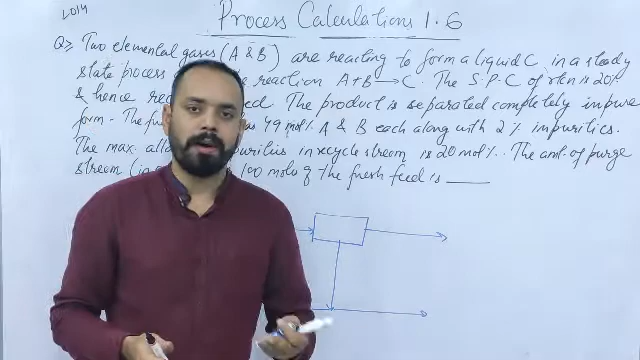 2014
Process Calculations 1.6
Q⇒ Two elemental gases (A & B) are reacting to form a liquid C in a steady
state process reaction A+B → C. The S.P.C of rxn is 20%
& hence The product is separated completely in pure
form. The 49 mol% A & B each along with 2% impurities.
The max. impurities in recycle stream is 20 mol%. The amt. of purge
stream (in 100 mols of the fresh feed is